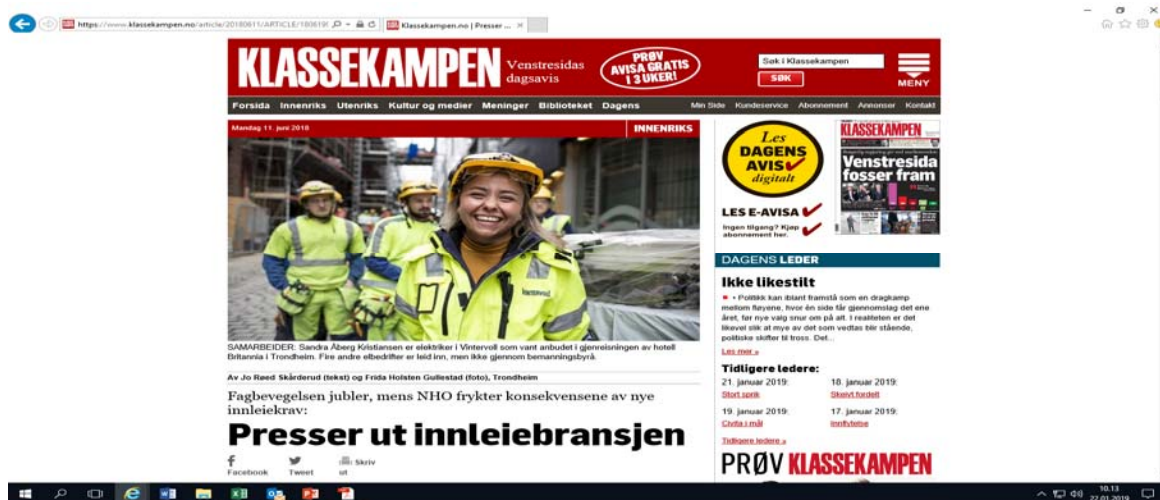 https://www.klassekampen.no/article/20180611/ARTICLE/180619
Klassekampen.no | Presser ...
KLASSEKAMPEN
Venstresidas
dagsavis
PRØV
AVISA GRATIS
I 3 UKER!
Søk i Klassekampen
SØK
MENY
Forsida Innenriks Utenriks Kultur og medier Meninger Biblioteket Dagens
Min Side Kundeservice Abonnement Annonser Kontakt
Mandag 11. juni 2018
INNENRIKS
SAMARBEIDER: Sandra Åberg Kristiansen er elektriker i Vintervoll som vant anbudet i gjenreisningen av hotell
Britannia i Trondheim. Fire andre elbedrifter er leid inn, men ikke gjennom bemanningsbyrå.
Av Jo Røed Skårderud (tekst) og Frida Holsten Gullestad (foto), Trondheim
Fagbevegelsen jubler, mens NHO frykter konsekvensene av nye
innleiekrav:
Presser ut innleiebransjen
Facebook
Tweet
Skriv
ut
Les
DAGENS
AVIS
digitalt
KLASSEKAMPEN
Venstresida
fosser fram
LES E-AVISA
Ingen tilgang? Kjøp
abonnement her.
DAGENS LEDER
Ikke likestilt
• Politikk kan iblant framstå som en dragkamp
mellom fløyene, hvor én side får gjennomslag det ene
året, før nye valg snur om på alt. I realiteten er det
likevel slik at mye av det som vedtas blir stående,
politiske skifter til tross. Det...
Les mer »
Tidligere ledere:
21. januar 2019:
Stort sprik
18. januar 2019:
Skeivt fordelt
19. januar 2019:
Civita i mål
17. januar 2019:
Innflytelse
Tidligere ledere »
PRØV KLASSEKAMPEN
10.13
22.01.2019